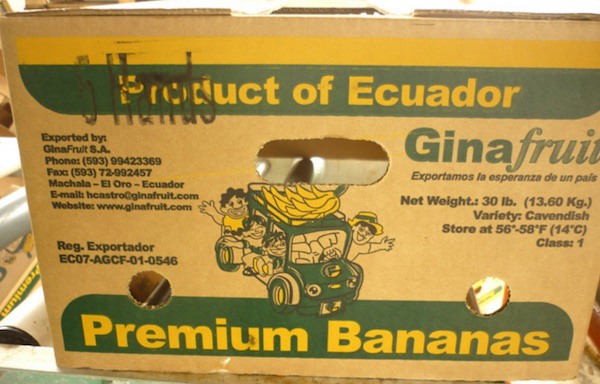 5 Hands
Product of Ecuador
Exported by:
GinaFruit S.A.
Phone: (593) 99423369
Fax: (593) 72-992457
Machala – El Oro – Ecuador
E-mail: hcastro@ginafruit.com
Website: www.ginafruit.com
Reg. Exportador
EC07-AGCF-01-0546
Ginafruit
Exportamos la esperanza de un país
Net Weight.: 30 lb. (13.60 Kg.)
Variety: Cavendish
Store at 56°-58°F (14°C)
Class: 1
Premium Bananas
Premium